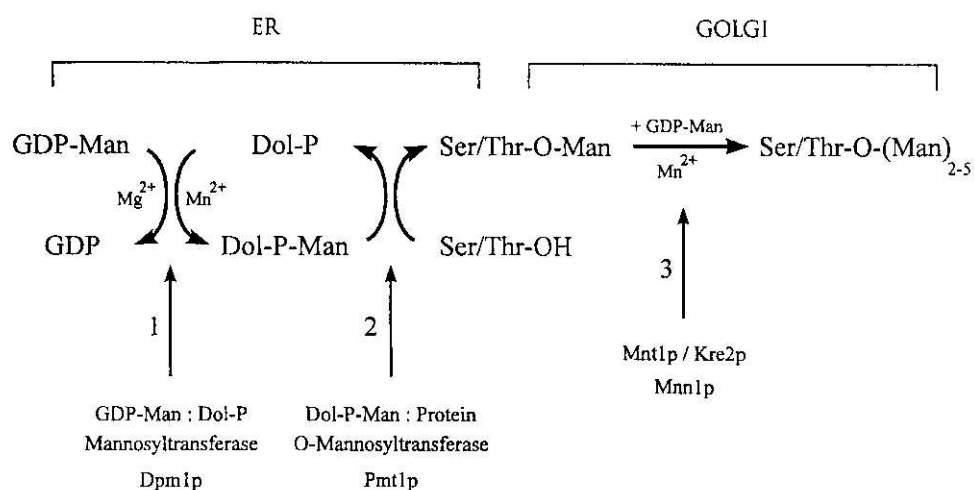 ER GOLGI
GDP-Man Dol-P Ser/Thr-O-Man + GDP-Man Ser/Thr-O-(Man)2-5
Mg2+ Mn2+ Mn2+
GDP Dol-P-Man Ser/Thr-OH
1 2 3
Mnt1p / Kre2p
Mnn1p
GDP-Man : Dol-P
Mannosyltransferase
Dpm1p
Dol-P-Man : Protein
O-Mannosyltransferase
Pmt1p